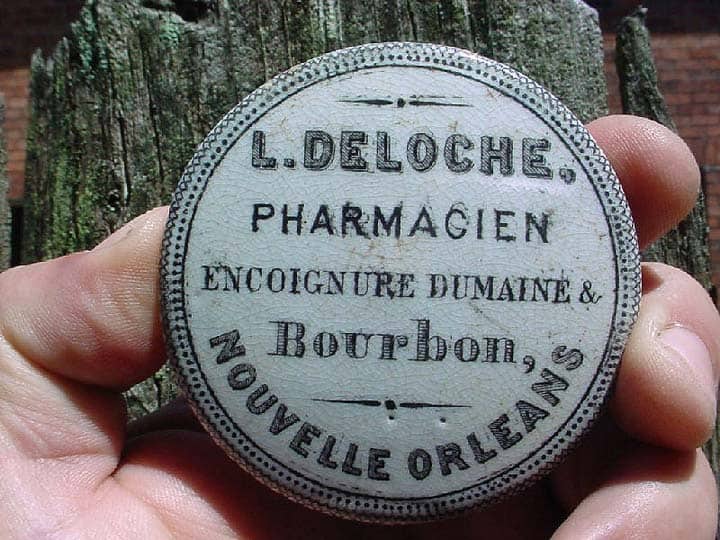 L. DELOCHE,
PHARMACIEN
ENCOIGNURE DUMAINE &
Bourbon,
NOUVELLE ORLEANS